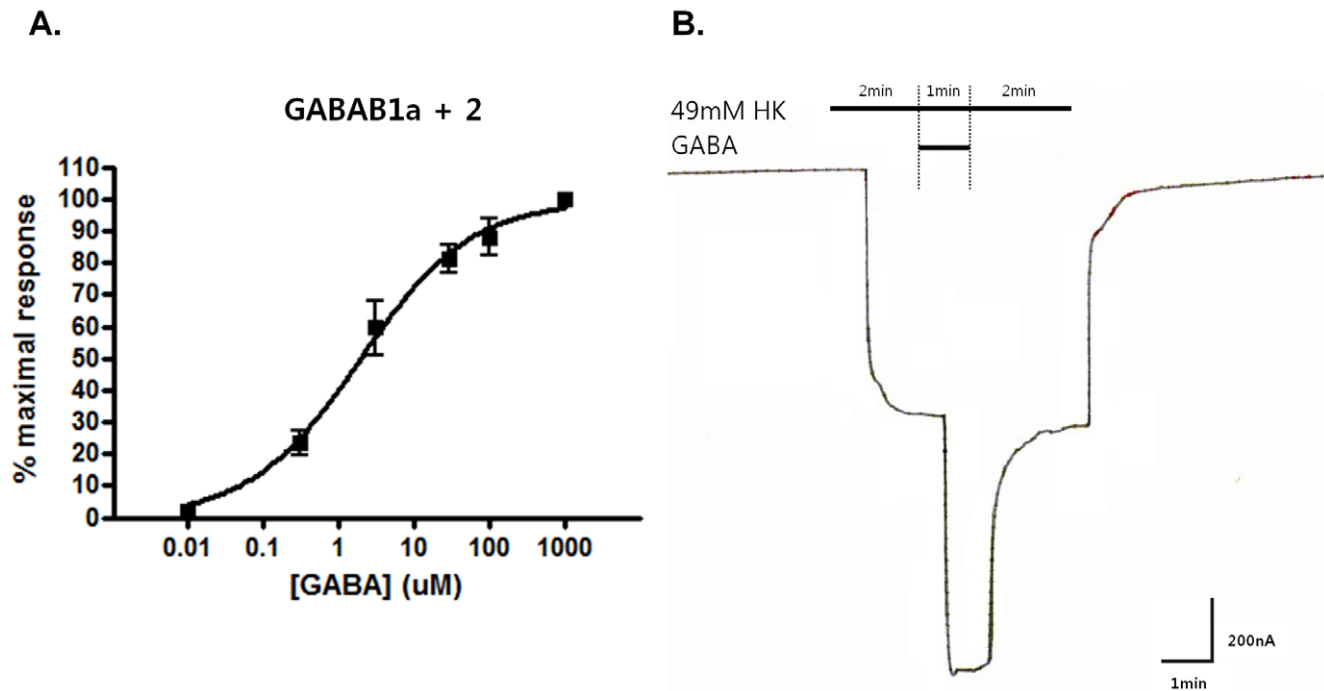 A.
GABAB1a + 2
% maximal response
110
100
90
80
70
60
50
40
30
20
10
0
0.01 0.1 1 10 100 1000
[GABA] (uM)
B.
2min 1min 2min
49mM HK
GABA
200nA
1min